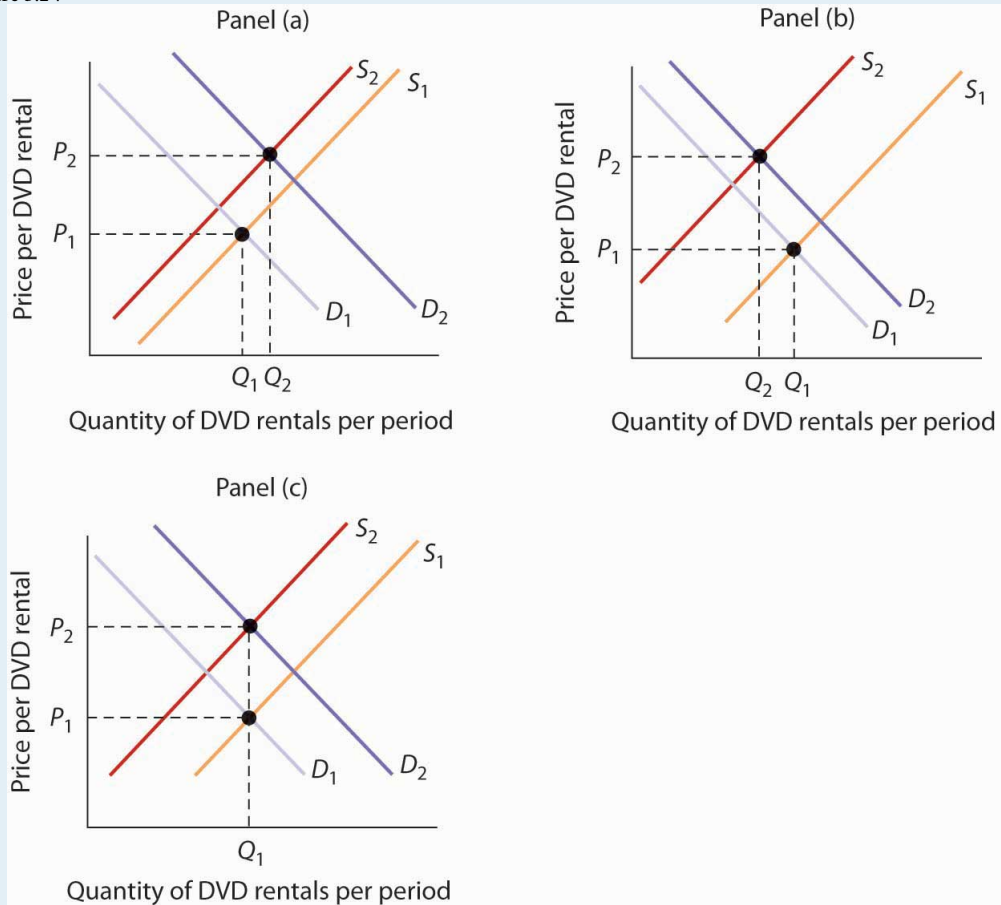 Panel (a)
Price per DVD rental
S2
S1
P2
P1
D1
D2
Q1 Q2
Quantity of DVD rentals per period
Panel (b)
Price per DVD rental
S2
S1
P2
P1
D2
D1
Q2 Q1
Quantity of DVD rentals per period
Panel (c)
Price per DVD rental
S2
S1
P2
P1
D1
D2
Q1
Quantity of DVD rentals per period